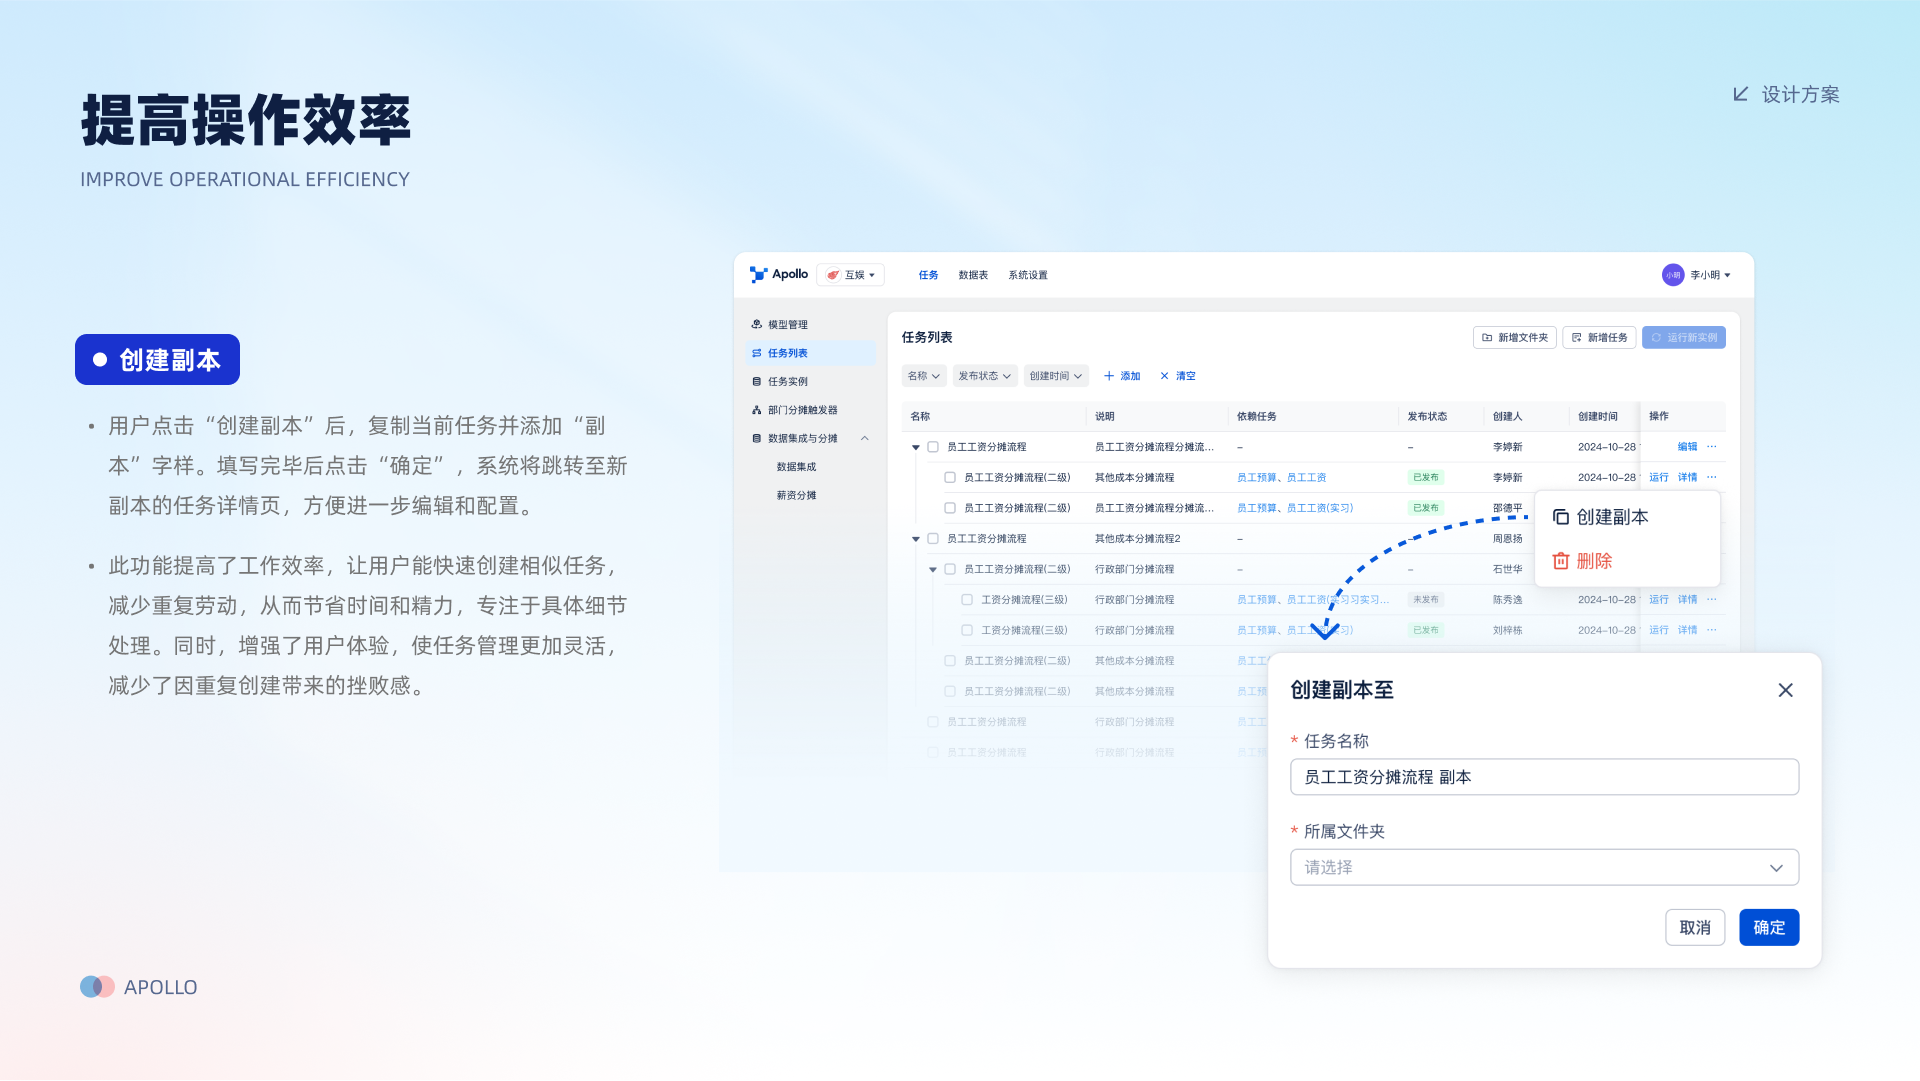 提高操作效率
IMPROVE OPERATIONAL EFFICIENCY
设计方案
创建副本
• 用户点击“创建副本”后，复制当前任务并添加“副
本”字样。填写完毕后点击“确定”，系统将跳转至新
副本的任务详情页，方便进一步编辑和配置。
• 此功能提高了工作效率，让用户能快速创建相似任务，
减少重复劳动，从而节省时间和精力，专注于具体细节
处理。同时，增强了用户体验，使任务管理更加灵活，
减少了因重复创建带来的挫败感。
APOLLO
Apollo 互娱 任务 数据表 系统设置 小明 李小明
模型管理
任务列表
任务实例
部门分摊触发器
数据集成与分摊
数据集成
薪资分摊
任务列表 新增文件夹 新增任务 运行新实例
名称 发布状态 创建时间 添加 清空
名称 说明 依赖任务 发布状态 创建人 创建时间 操作
员工工资分摊流程 员工工资分摊流程分摊流... – – 李婷新 2024-10-28 编辑 ···
员工工资分摊流程(二级) 其他成本分摊流程 员工预算、员工工资 已发布 李婷新 2024-10-28 运行 详情 ···
员工工资分摊流程(二级) 员工工资分摊流程分摊流... 员工预算、员工工资(实习) 已发布 邵德平
员工工资分摊流程 其他成本分摊流程2 – – 周恩扬
员工工资分摊流程(二级) 行政部门分摊流程 – – 石世华
工资分摊流程(三级) 行政部门分摊流程 员工预算、员工工资(实习习实习... 未发布 陈秀逸 2024-10-28 运行 详情 ···
工资分摊流程(三级) 行政部门分摊流程 员工预算、员工工资(实习) 已发布 刘梓栋 2024-10-28 运行 详情 ···
员工工资分摊流程(二级) 其他成本分摊流程 员工
员工工资分摊流程(二级) 其他成本分摊流程 员工预
员工工资分摊流程 行政部门分摊流程 员工工
员工工资分摊流程 行政部门分摊流程 员工预
创建副本
删除
创建副本至
* 任务名称
员工工资分摊流程 副本
* 所属文件夹
请选择
取消 确定